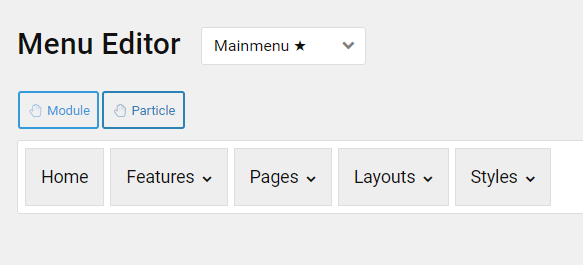 Menu Editor Mainmenu ★
Module Particle
Home Features Pages Layouts Styles